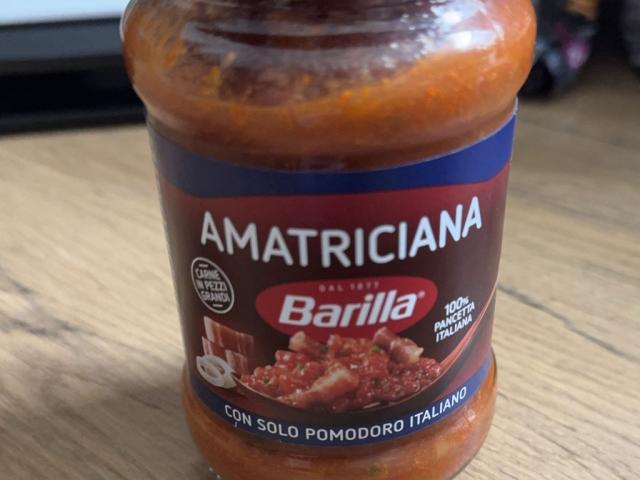 AMATRICIANA
CARNE
IN PEZZI
GRANDI
DAL 1877
Barilla®
100%
PANCETTA
ITALIANA
CON SOLO POMODORO ITALIANO